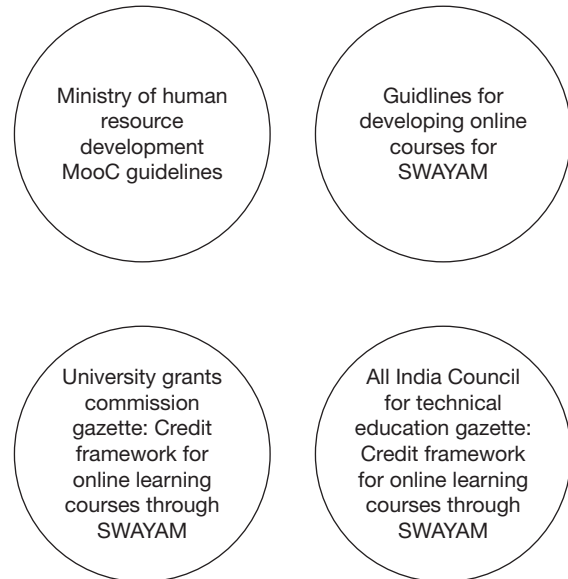 Ministry of human
resource
development
MooC guidelines
Guidlines for
developing online
courses for
SWAYAM
University grants
commission
gazette: Credit
framework for
online learning
courses through
SWAYAM
All India Council
for technical
education gazette:
Credit framework
for online learning
courses through
SWAYAM